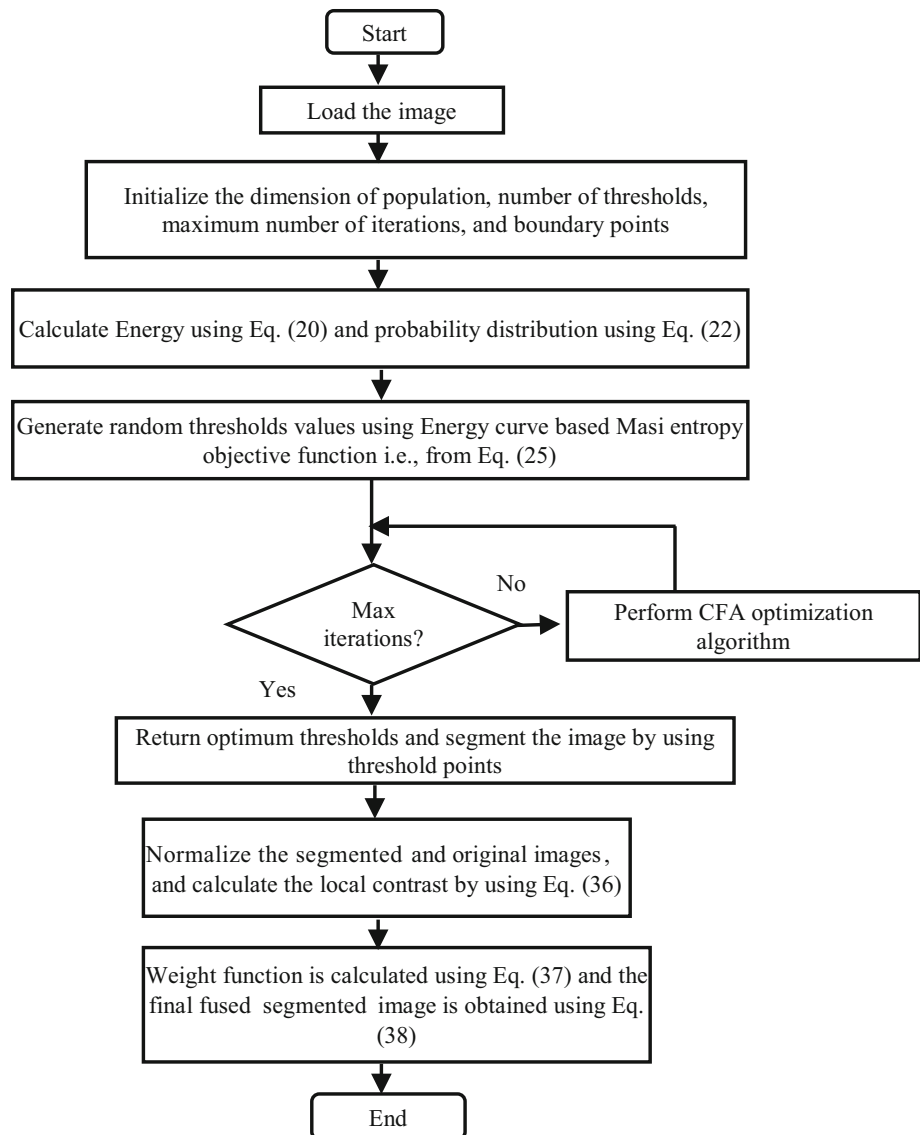 Start
Load the image
Initialize the dimension of population, number of thresholds,
maximum number of iterations, and boundary points
Calculate Energy using Eq. (20) and probability distribution using Eq. (22)
Generate random thresholds values using Energy curve based Masi entropy
objective function i.e., from Eq. (25)
Max
iterations?
No
Perform CFA optimization
algorithm
Yes
Return optimum thresholds and segment the image by using
threshold points
Normalize the segmented and original images,
and calculate the local contrast by using Eq. (36)
Weight function is calculated using Eq. (37) and the
final fused segmented image is obtained using Eq.
(38)
End